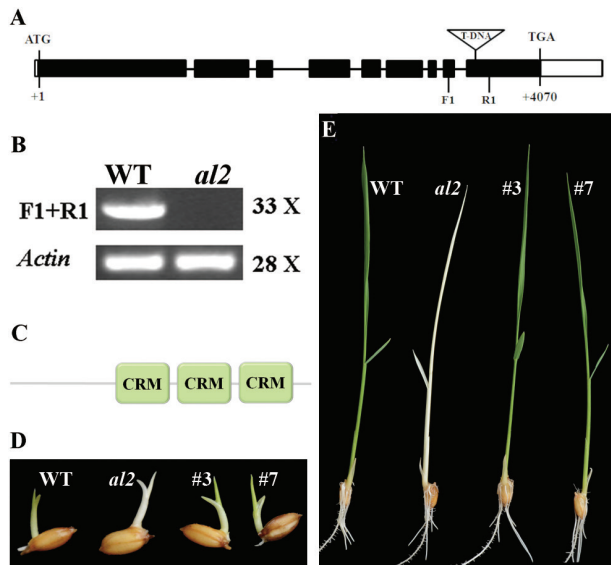 A
ATG
T-DNA
TGA
+1
F1
R1
+4070
B
WT al2
F1+R1 33 X
Actin 28 X
C
CRM CRM CRM
D
WT al2 #3 #7
E
WT al2 #3 #7